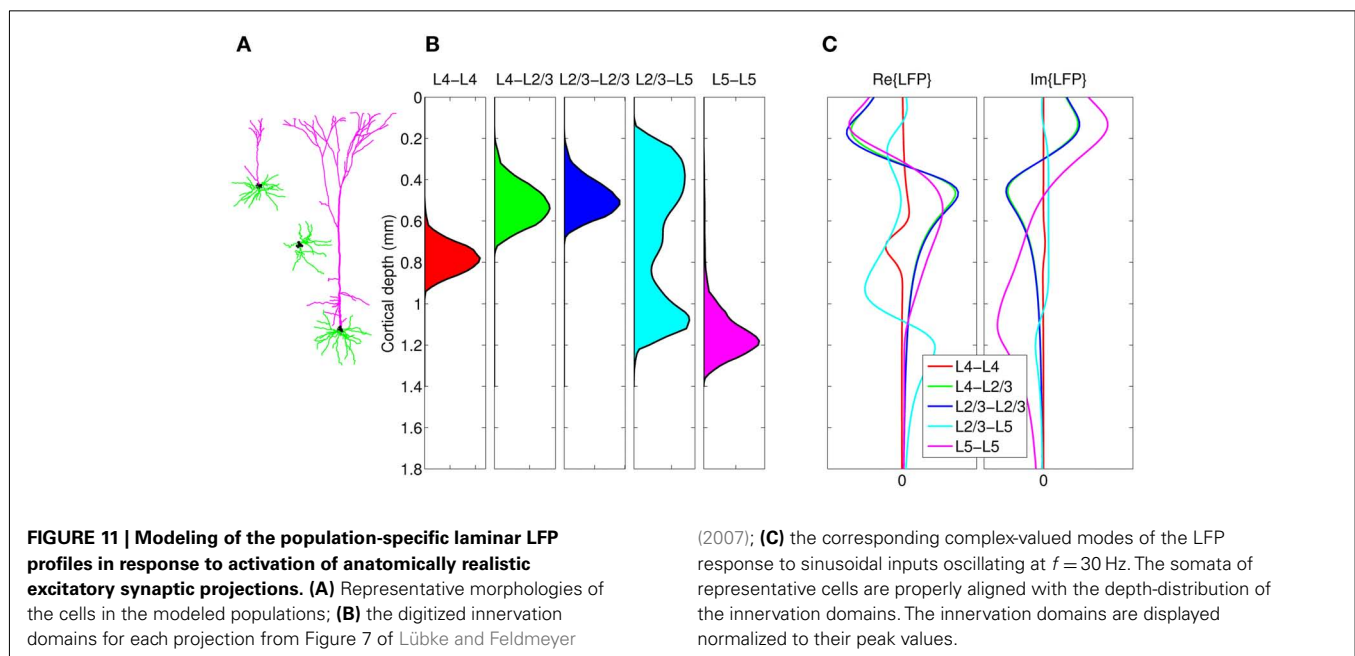 A
B
C
L4–L4
L4–L2/3
L2/3–L2/3
L2/3–L5
L5–L5
Re{LFP}
Im{LFP}
Cortical depth (mm)
0
0.2
0.4
0.6
0.8
1
1.2
1.4
1.6
1.8
L4–L4
L4–L2/3
L2/3–L2/3
L2/3–L5
L5–L5
0
0
FIGURE 11 | Modeling of the population-specific laminar LFP
profiles in response to activation of anatomically realistic
excitatory synaptic projections. (A) Representative morphologies of
the cells in the modeled populations; (B) the digitized innervation
domains for each projection from Figure 7 of Lübke and Feldmeyer
(2007); (C) the corresponding complex-valued modes of the LFP
response to sinusoidal inputs oscillating at f = 30 Hz. The somata of
representative cells are properly aligned with the depth-distribution of
the innervation domains. The innervation domains are displayed
normalized to their peak values.